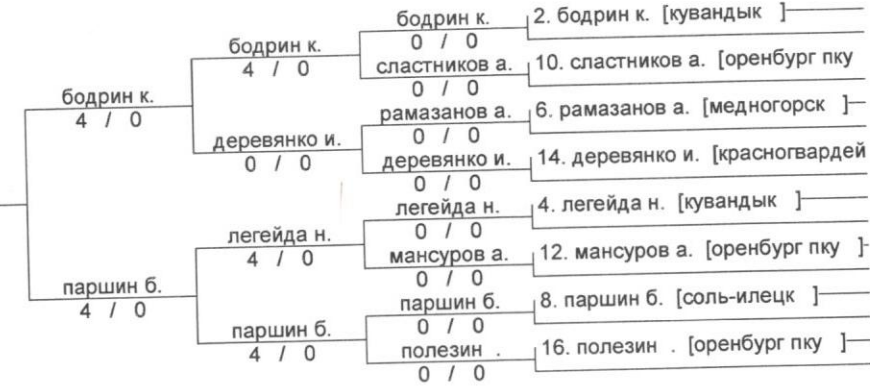 бодрин к.
2. бодрин к. [кувандык ]
0 / 0
бодрин к.
4 / 0
сластников а.
10. сластников а. [оренбург пку
0 / 0
бодрин к.
4 / 0
рамазанов а.
6. рамазанов а. [медногорск ]
0 / 0
деревянко и.
0 / 0
деревянко и.
14. деревянко и. [красногвардей
0 / 0
легейда н.
4. легейда н. [кувандык ]
0 / 0
легейда н.
4 / 0
мансуров а.
12. мансуров а. [оренбург пку ]
0 / 0
паршин б.
4 / 0
паршин б.
8. паршин б. [соль-илецк ]
0 / 0
паршин б.
4 / 0
полезин .
16. полезин . [оренбург пку ]
0 / 0